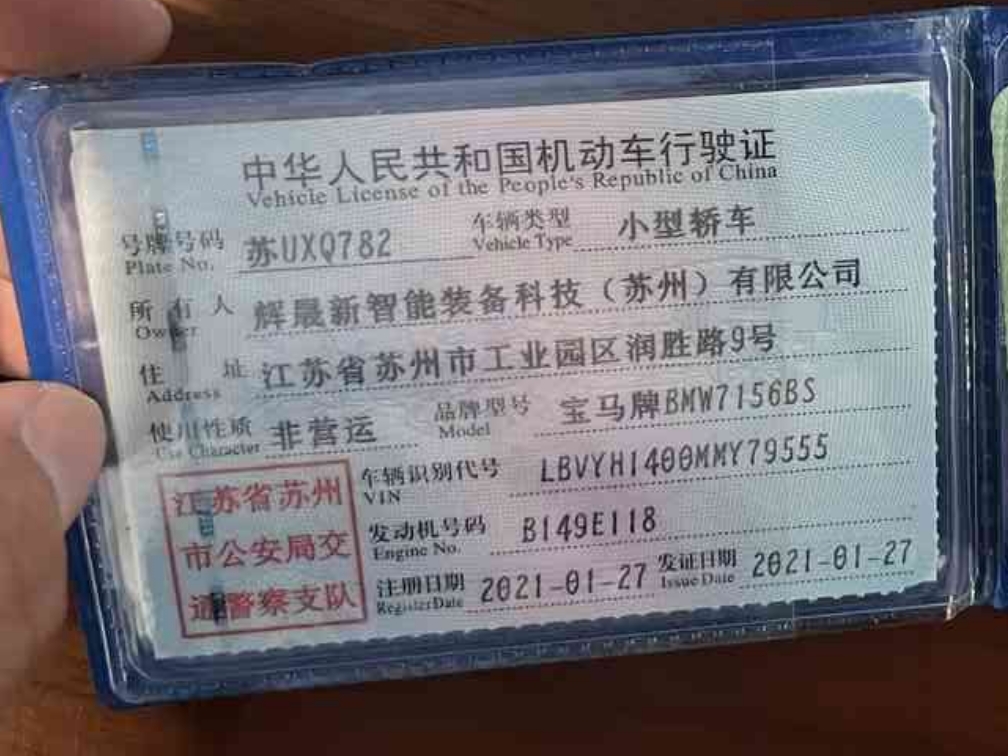 中华人民共和国机动车行驶证
Vehicle License of the People's Republic of China
号牌号码 苏UXQ782 车辆类型 小型轿车
Plate No. Vehicle Type
所有人 辉晟新智能装备科技（苏州）有限公司
Owner
住址 江苏省苏州市工业园区润胜路9号
Address
使用性质 非营运 品牌型号 宝马牌BMW7156BS
Use Character Model
车辆识别代号 LBVYH1400MMY79555
VIN
发动机号码 B149E118
Engine No.
注册日期 2021-01-27 发证日期 2021-01-27
Register Date Issue Date
江苏省苏州
市公安局交
通警察支队